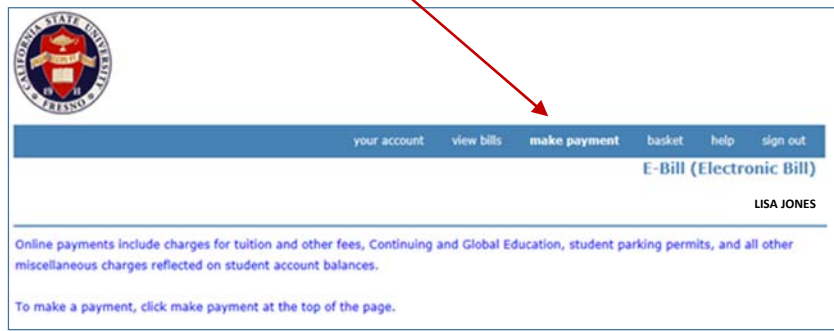 CALIFORNIA STATE UNIVERSITY
FRESNO
19 11
your account view bills make payment basket help sign out
E-Bill (Electronic Bill)
LISA JONES
Online payments include charges for tuition and other fees, Continuing and Global Education, student parking permits, and all other
miscellaneous charges reflected on student account balances.
To make a payment, click make payment at the top of the page.